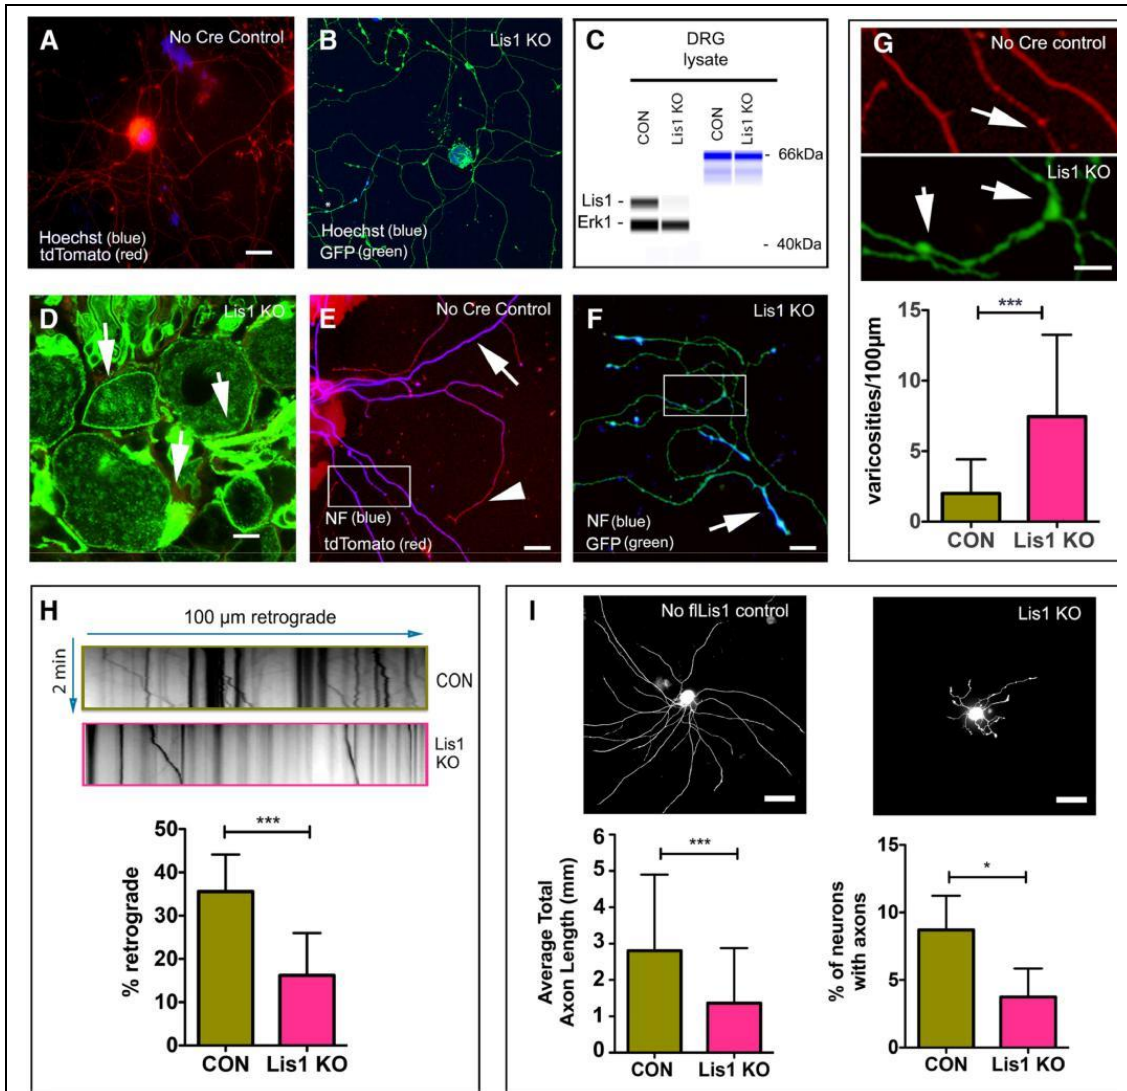 A
No Cre Control
Hoechst (blue)
tdTomato (red)
B
Lis1 KO
*
Hoechst (blue)
GFP (green)
C
DRG
lysate
CON
Lis1 KO
CON
Lis1 KO
- 66kDa
Lis1 -
Erk1 -
- 40kDa
D
Lis1 KO
E
No Cre Control
NF (blue)
tdTomato (red)
F
Lis1 KO
NF (blue)
GFP (green)
G
No Cre control
Lis1 KO
***
varicosities/100µm
15
10
5
0
CON
Lis1 KO
H
100 µm retrograde
2 min
CON
Lis1
KO
***
% retrograde
50
40
30
20
10
0
CON
Lis1 KO
I
No flLis1 control
Lis1 KO
***
Average Total
Axon Length (mm)
6
5
4
3
2
1
0
CON
Lis1 KO
*
% of neurons
with axons
15
10
5
0
CON
Lis1 KO